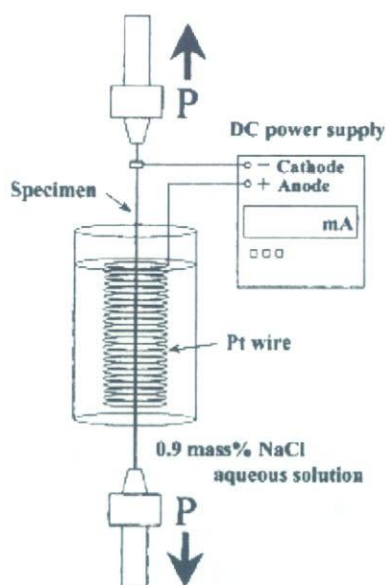 P
DC power supply
− Cathode
+ Anode
Specimen
mA
Pt wire
0.9 mass% NaCl
aqueous solution
P